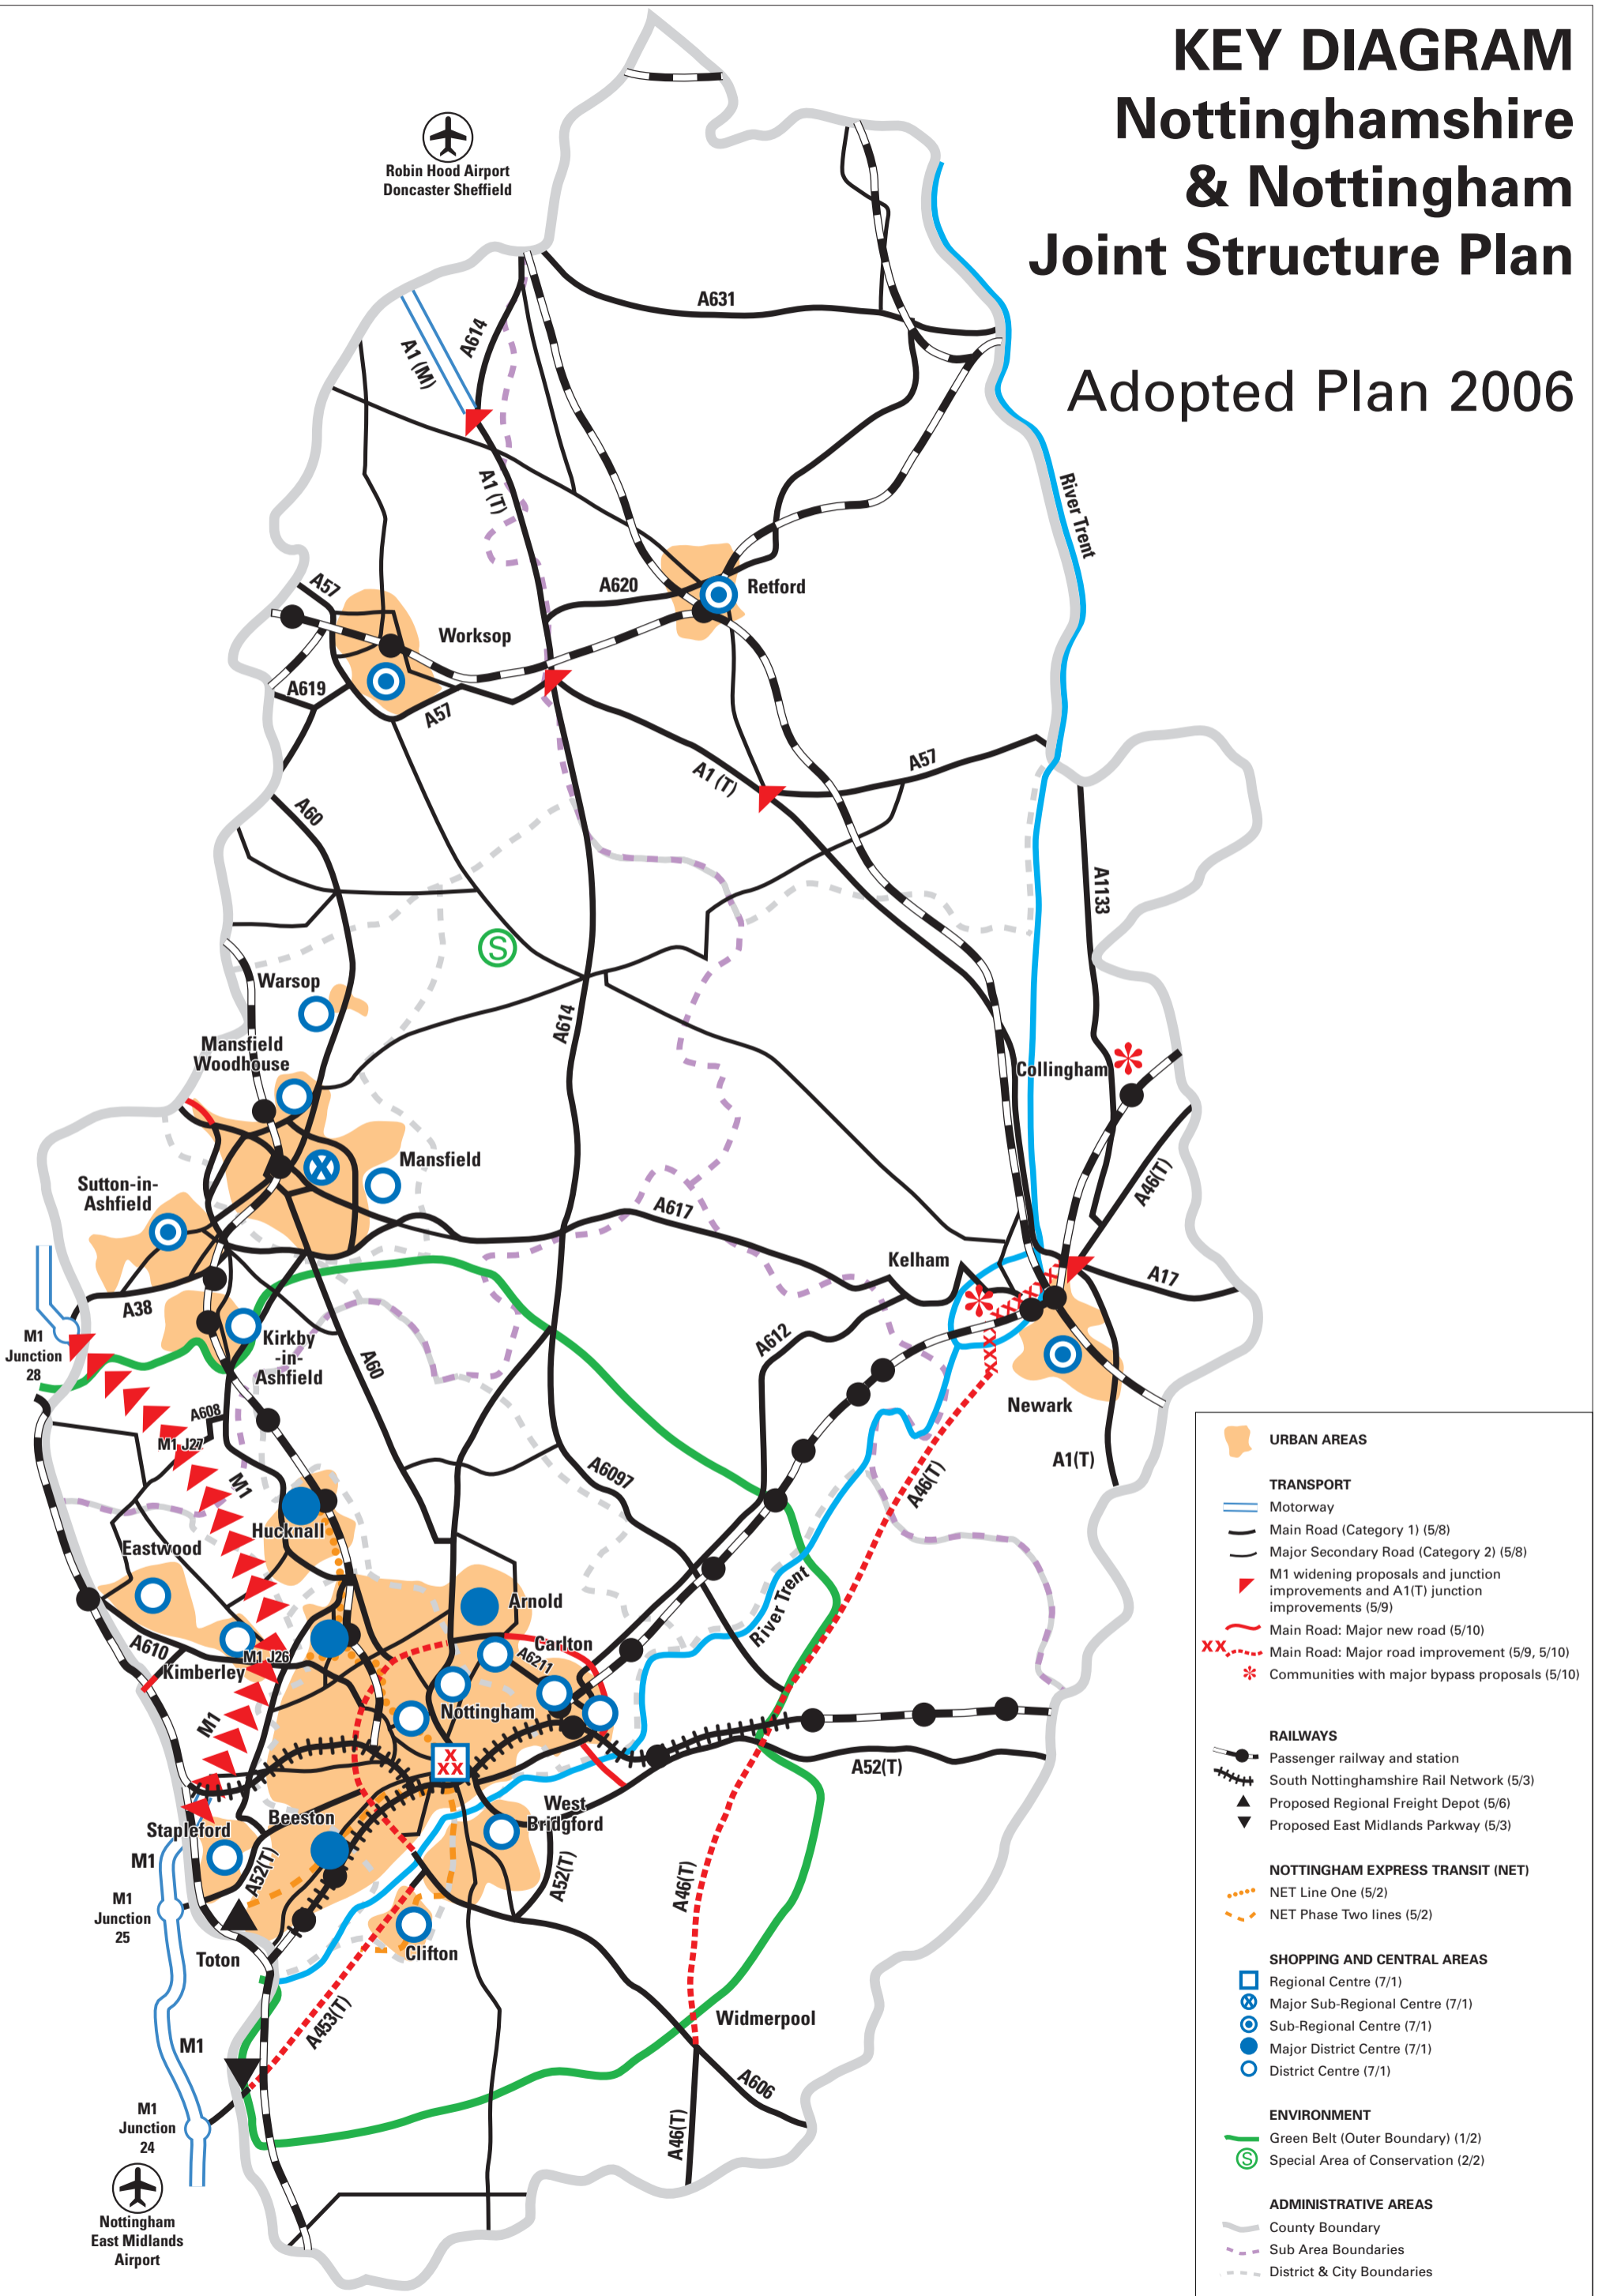 KEY DIAGRAM
Nottinghamshire
& Nottingham
Joint Structure Plan
Adopted Plan 2006
Robin Hood Airport
Doncaster Sheffield
A631
A614
A1 (M)
A1 (T)
River Trent
A57
A620
Retford
Worksop
A619
A57
A1 (T)
A57
A60
A1133
Warsop
A614
Mansfield
Woodhouse
Collingham
Mansfield
Sutton-in-
Ashfield
A46(T)
A617
Kelham
A17
A38
M1
Junction
28
Kirkby
-in-
Ashfield
A60
A612
Newark
A608
M1 J27
M1
A6097
A1(T)
A46(T)
Hucknall
Eastwood
Arnold
River Trent
A610
Kimberley
M1 J26
Carlton
A6211
Nottingham
M1
A52(T)
Stapleford
Beeston
West
Bridgford
M1
A52(T)
A52(T)
A46(T)
M1
Junction
25
Toton
Clifton
A453(T)
Widmerpool
M1
A606
M1
Junction
24
A46(T)
Nottingham
East Midlands
Airport
X
XX
S
URBAN AREAS
TRANSPORT
Motorway
Main Road (Category 1) (5/8)
Major Secondary Road (Category 2) (5/8)
M1 widening proposals and junction
improvements and A1(T) junction
improvements (5/9)
Main Road: Major new road (5/10)
XX Main Road: Major road improvement (5/9, 5/10)
Communities with major bypass proposals (5/10)
RAILWAYS
Passenger railway and station
South Nottinghamshire Rail Network (5/3)
Proposed Regional Freight Depot (5/6)
Proposed East Midlands Parkway (5/3)
NOTTINGHAM EXPRESS TRANSIT (NET)
NET Line One (5/2)
NET Phase Two lines (5/2)
SHOPPING AND CENTRAL AREAS
Regional Centre (7/1)
Major Sub-Regional Centre (7/1)
Sub-Regional Centre (7/1)
Major District Centre (7/1)
District Centre (7/1)
ENVIRONMENT
Green Belt (Outer Boundary) (1/2)
S Special Area of Conservation (2/2)
ADMINISTRATIVE AREAS
County Boundary
Sub Area Boundaries
District & City Boundaries